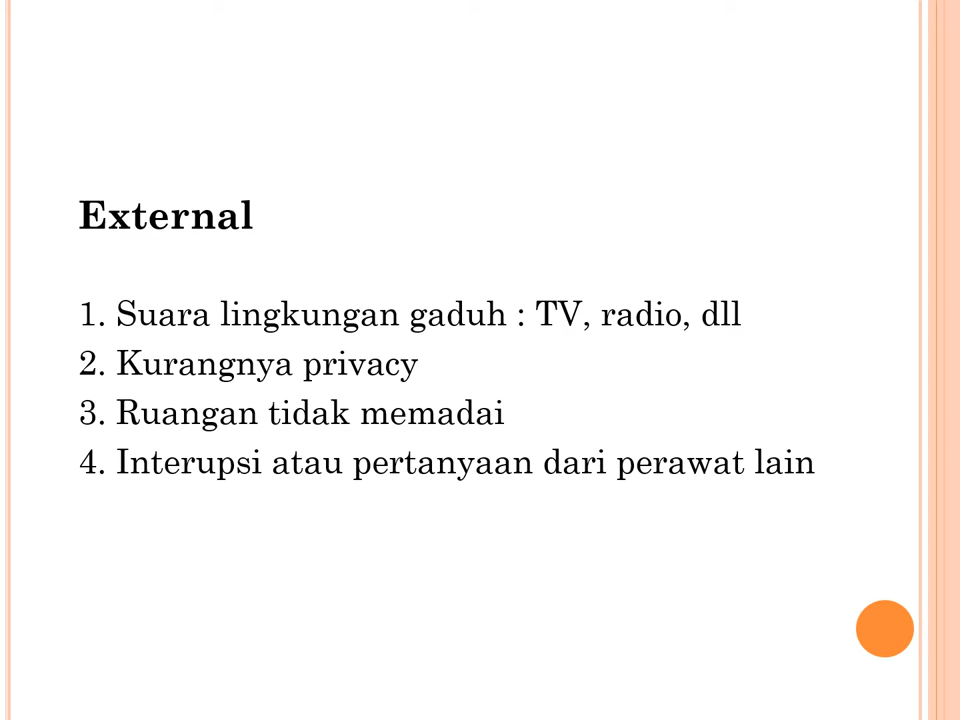 External
1. Suara lingkungan gaduh : TV, radio, dll
2. Kurangnya privacy
3. Ruangan tidak memadai
4. Interupsi atau pertanyaan dari perawat lain